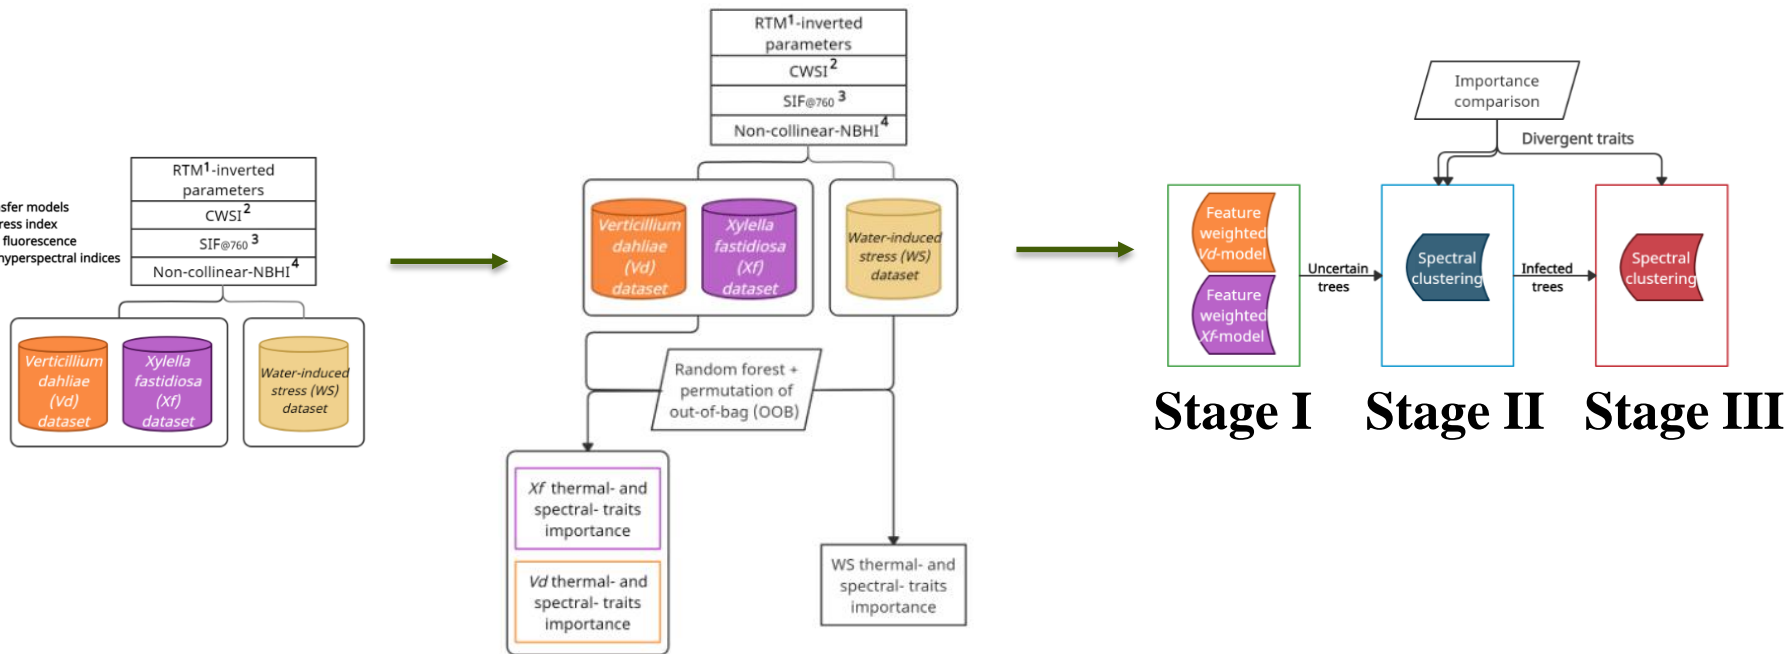 RTM1-inverted
parameters
CWSI2
SIF@760 3
Non-collinear-NBHI4
models
index
fluorescence
hyperspectral indices
Verticillium
dahliae
(Vd)
dataset
Xylella
fastidiosa
(Xf)
dataset
Water-induced
stress (WS)
dataset
RTM1-inverted
parameters
CWSI2
SIF@760 3
Non-collinear-NBHI4
Verticillium
dahliae
(Vd)
dataset
Xylella
fastidiosa
(Xf)
dataset
Water-induced
stress (WS)
dataset
Random forest +
permutation of
out-of-bag (OOB)
Xf thermal- and
spectral- traits
importance
Vd thermal- and
spectral- traits
importance
WS thermal- and
spectral- traits
importance
Importance
comparison
Divergent traits
Feature
weighted
Vd-model
Feature
weighted
Xf-model
Uncertain
trees
Spectral
clustering
Infected
trees
Spectral
clustering
Stage I
Stage II
Stage III